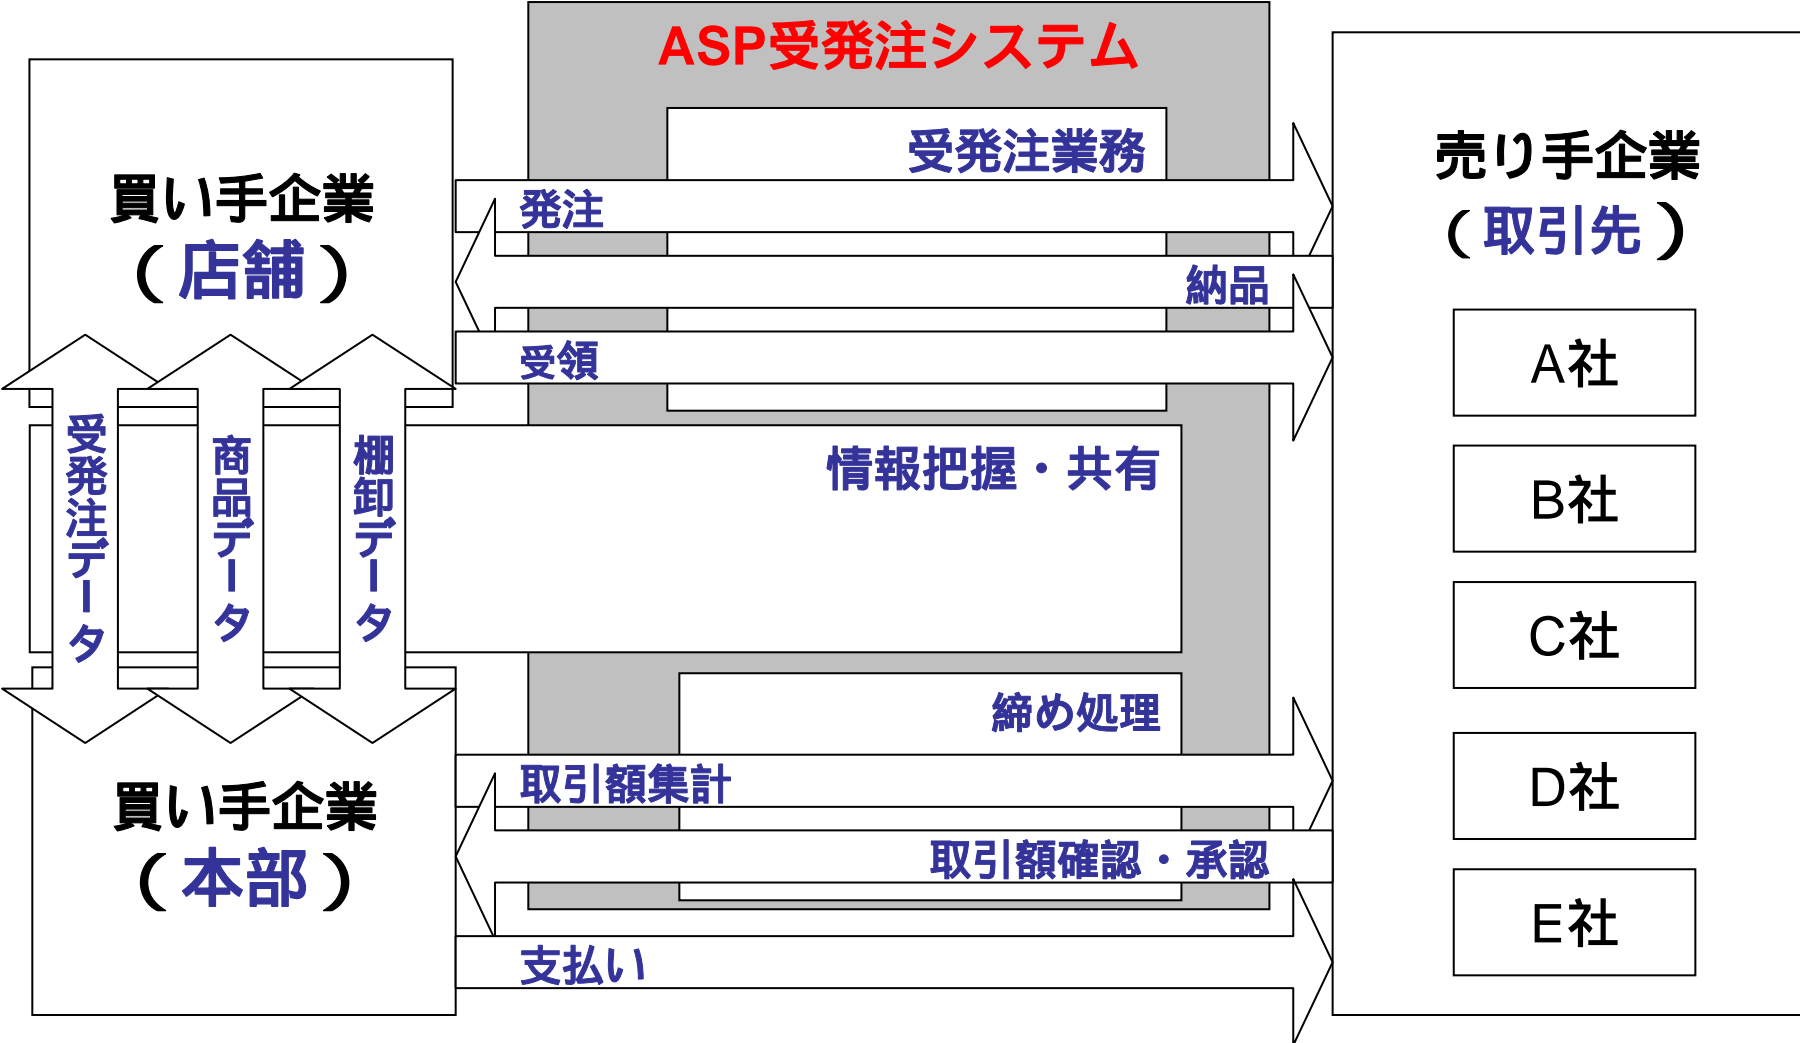 ASP受発注システム
買い手企業
（店舗）
受発注業務
発注
納品
受領
売り手企業
（取引先）
A社
B社
C社
D社
E社
受発注データ
商品データ
棚卸データ
情報把握・共有
買い手企業
（本部）
締め処理
取引額集計
取引額確認・承認
支払い